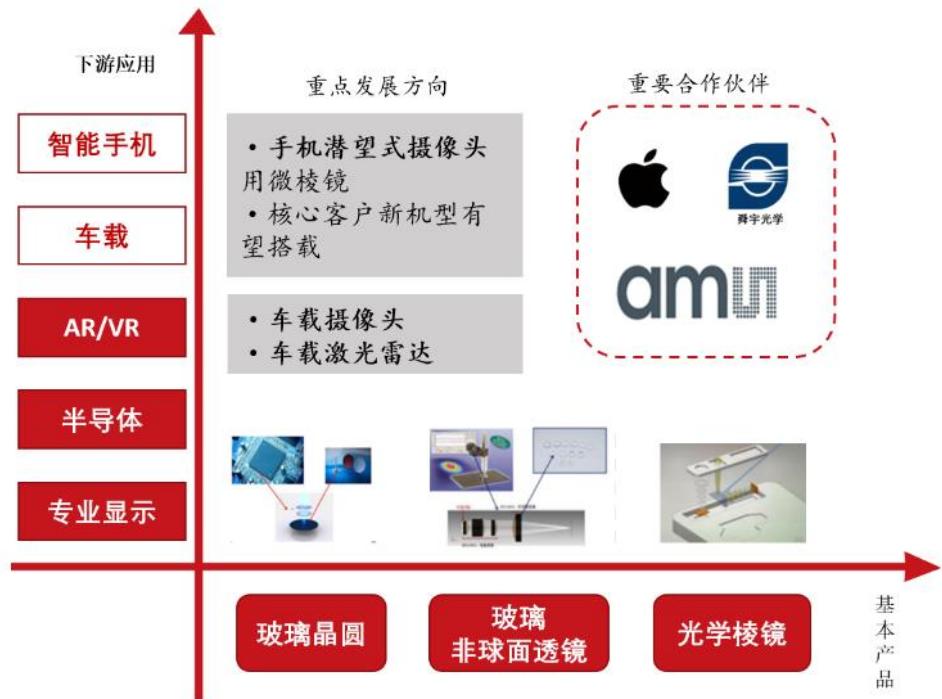 下游应用
重点发展方向
重要合作伙伴
智能手机
车载
AR/VR
半导体
专业显示
• 手机潜望式摄像头
用微棱镜
• 核心客户新机型有
望搭载
• 车载摄像头
• 车载激光雷达
舜宇光学
amu
玻璃晶圆
玻璃
非球面透镜
光学棱镜
基
本
产
品